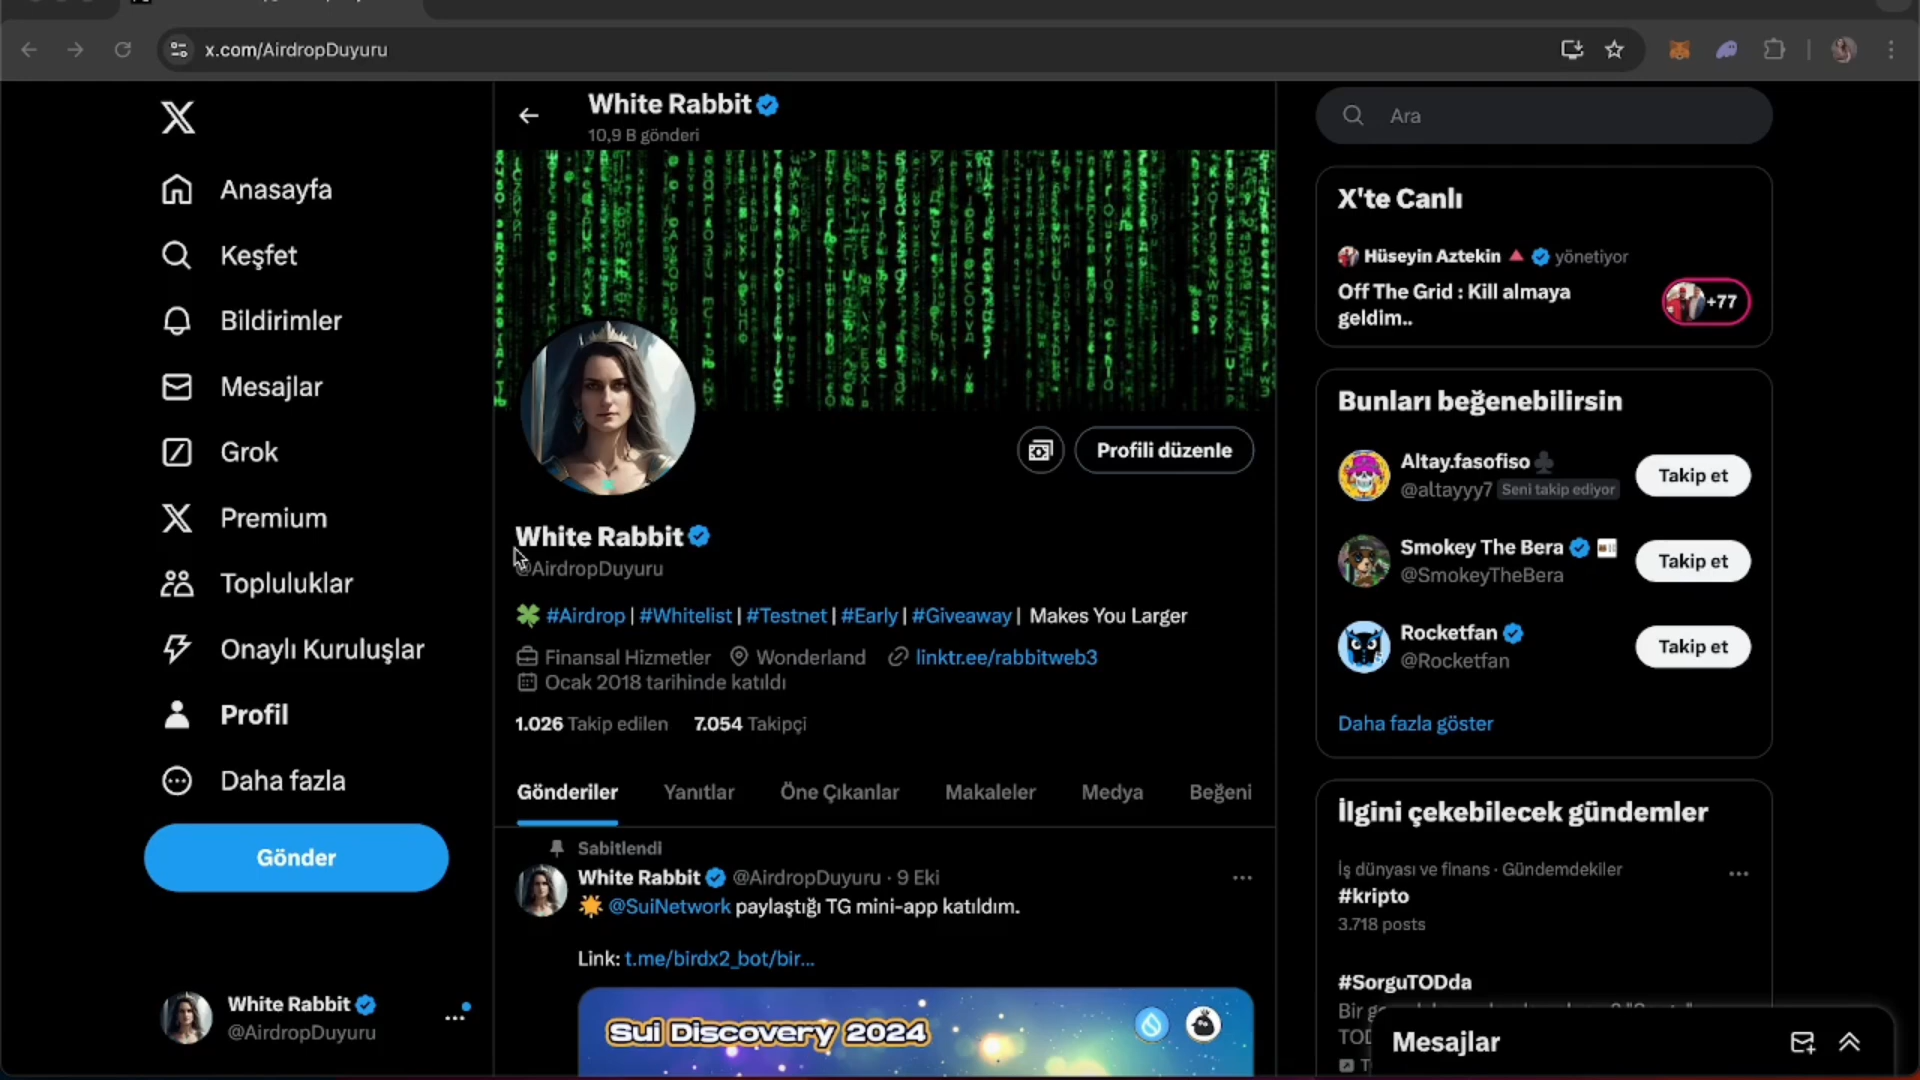 x.com/AirdropDuyuru
Anasayfa
Keşfet
Bildirimler
Mesajlar
Grok
Premium
Topluluklar
Onaylı Kuruluşlar
Profil
Daha fazla
Gönder
White Rabbit
@AirdropDuyuru
White Rabbit
10,9 B gönderi
Profili düzenle
White Rabbit
@AirdropDuyuru
#Airdrop | #Whitelist | #Testnet | #Early | #Giveaway | Makes You Larger
Finansal Hizmetler Wonderland linktr.ee/rabbitweb3
Ocak 2018 tarihinde katıldı
1.026 Takip edilen 7.054 Takipçi
Gönderiler Yanıtlar Öne Çıkanlar Makaleler Medya Beğeni
Sabitlendi
White Rabbit @AirdropDuyuru · 9 Eki
@SuiNetwork paylaştığı TG mini-app katıldım.
Link: t.me/birdx2_bot/bir...
Sui Discovery 2024
Ara
X'te Canlı
Hüseyin Aztekin yönetiyor
Off The Grid : Kill almaya
geldim..
+77
Bunları beğenebilirsin
Altay.fasofiso
@altayyy7 Seni takip ediyor
Takip et
Smokey The Bera
@SmokeyTheBera
Takip et
Rocketfan
@Rocketfan
Takip et
Daha fazla göster
İlgini çekebilecek gündemler
İş dünyası ve finans · Gündemdekiler
#kripto
3.718 posts
#SorguTODda
Mesajlar